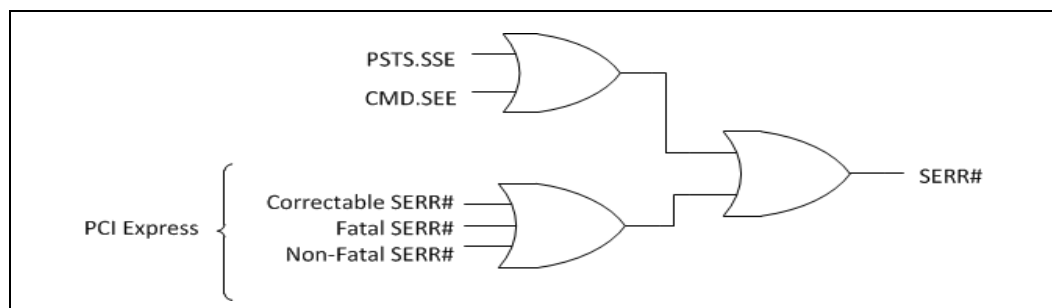 PSTS.SSE
CMD.SEE
SERR#
Correctable SERR#
PCI Express
Fatal SERR#
Non-Fatal SERR#